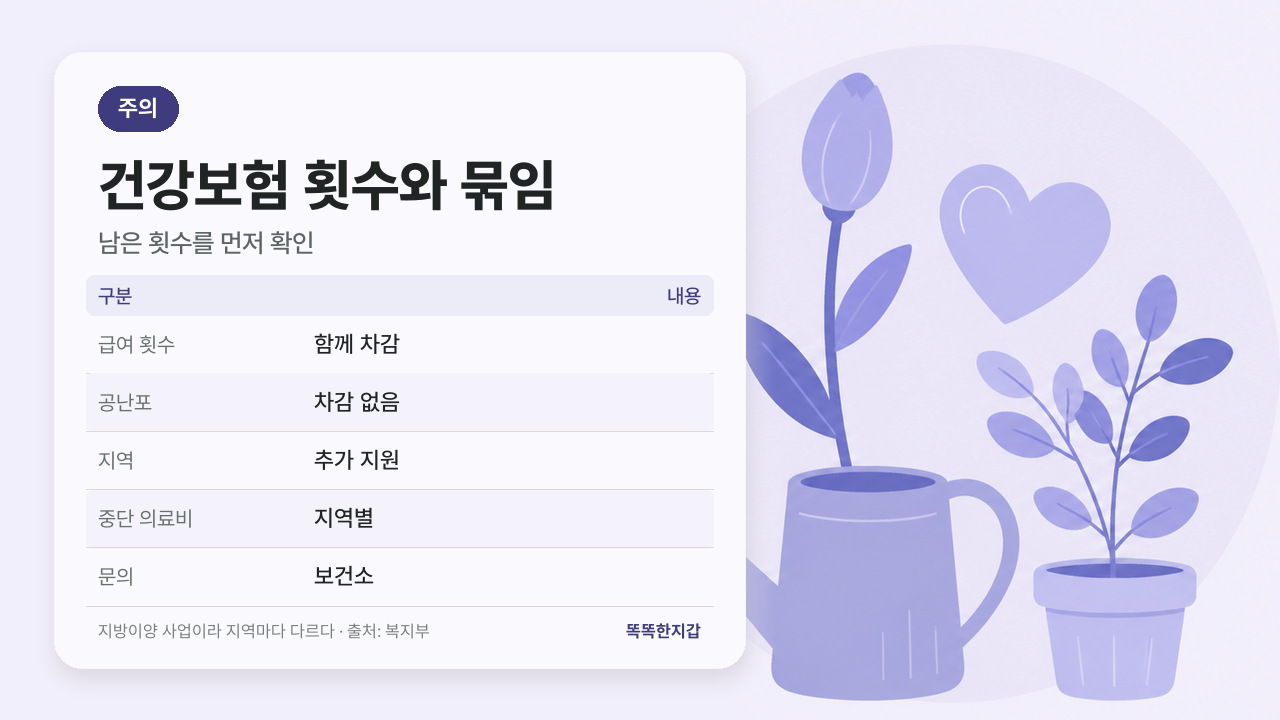 주의
건강보험 횟수와 묶임
남은 횟수를 먼저 확인
구분 내용
급여 횟수 함께 차감
공난포 차감 없음
지역 추가 지원
중단 의료비 지역별
문의 보건소
지방이양 사업이라 지역마다 다르다 · 출처: 복지부 똑똑한지갑